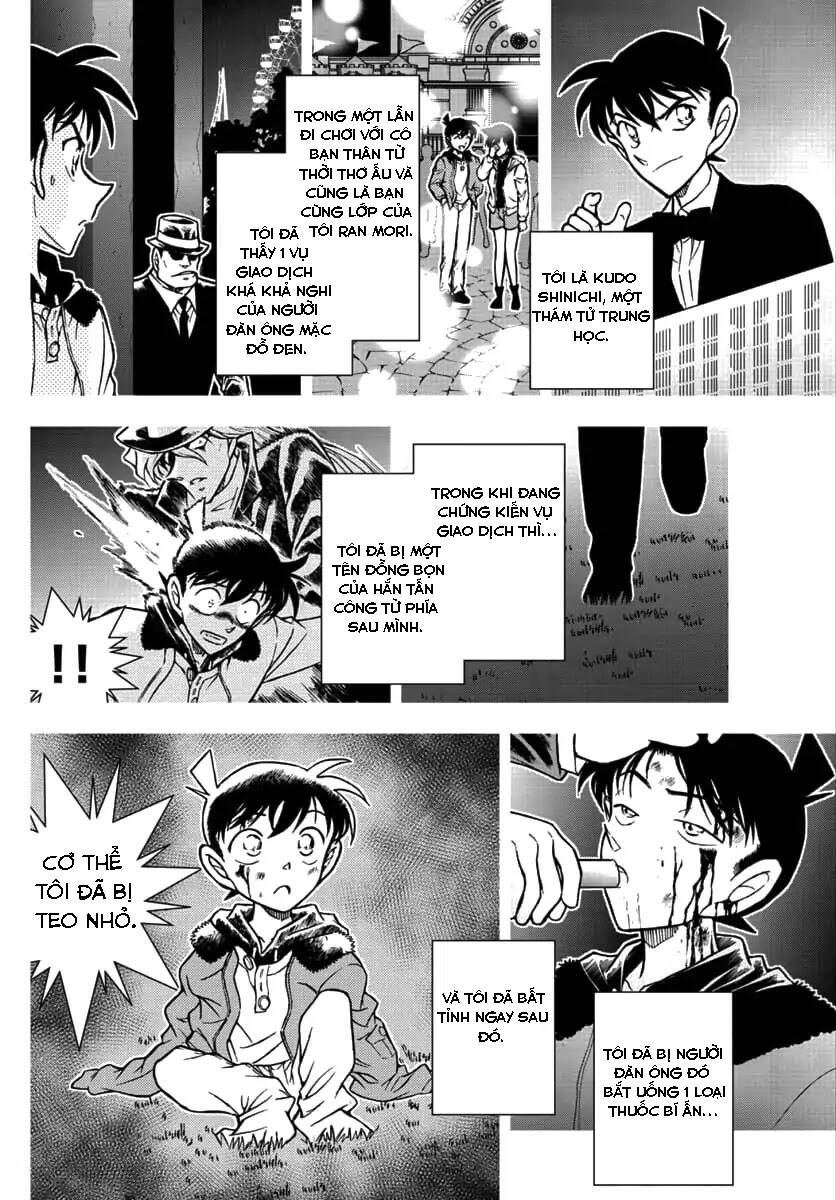 TÔI LÀ KUDO
SHINICHI, MỘT
THÁM TỬ TRUNG
HỌC.
TRONG MỘT LẦN
ĐI CHƠI VỚI CÔ
BẠN THÂN TỪ
THỜI THƠ ẤU VÀ
CŨNG LÀ BẠN
CÙNG LỚP CỦA
TÔI RAN MORI.
TÔI ĐÃ
THẤY 1 VỤ
GIAO DỊCH
KHÁ KHẢ NGHI
CỦA NGƯỜI
ĐÀN ÔNG MẶC
ĐỒ ĐEN.
TRONG KHI ĐANG
CHỨNG KIẾN VỤ
GIAO DỊCH THÌ...
TÔI ĐÃ BỊ MỘT
TÊN ĐỒNG BỌN
CỦA HẮN TẤN
CÔNG TỪ PHÍA
SAU MÌNH.
!!
TÔI ĐÃ BỊ NGƯỜI
ĐÀN ÔNG ĐÓ
BẮT UỐNG 1 LOẠI
THUỐC BÍ ẨN...
VÀ TÔI ĐÃ BẤT
TỈNH NGAY SAU
ĐÓ.
CƠ THỂ
TÔI ĐÃ BỊ
TEO NHỎ.